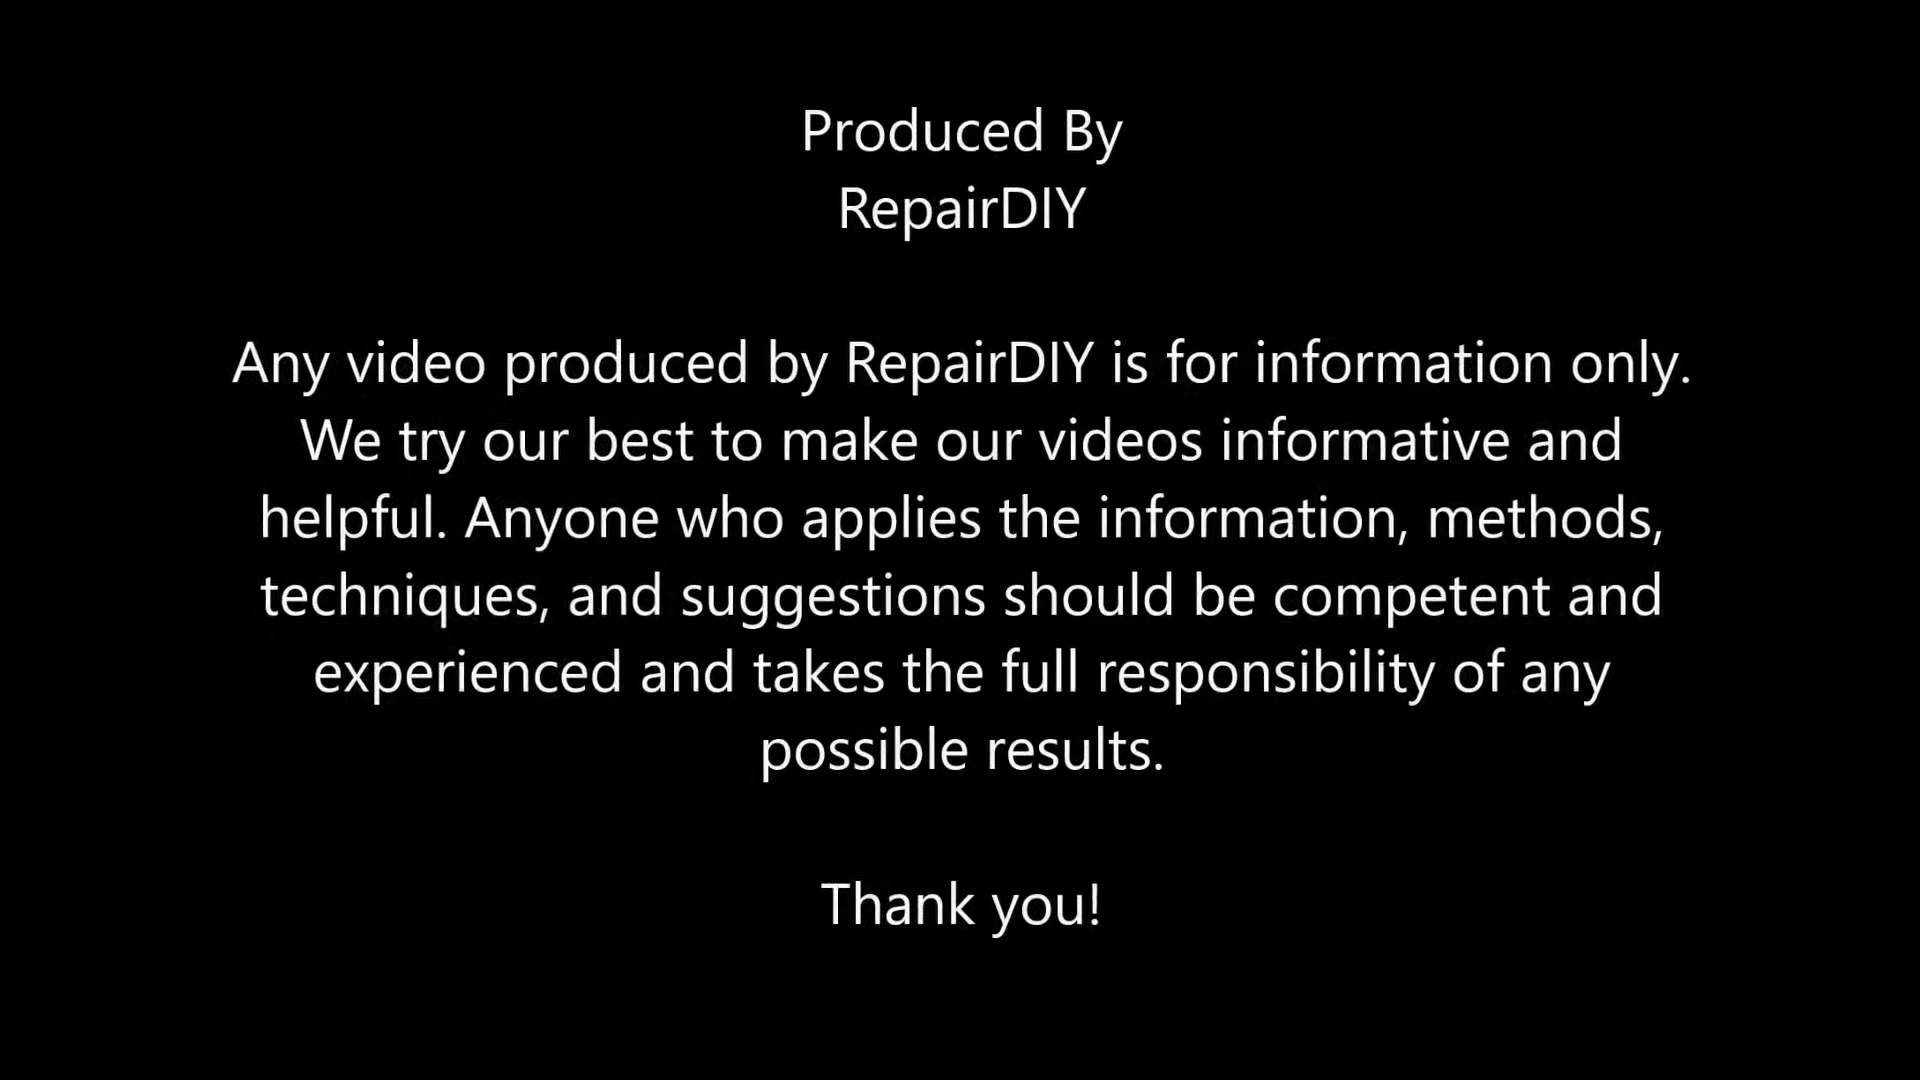 Produced By
RepairDIY
Any video produced by RepairDIY is for information only.
We try our best to make our videos informative and
helpful. Anyone who applies the information, methods,
techniques, and suggestions should be competent and
experienced and takes the full responsibility of any
possible results.
Thank you!